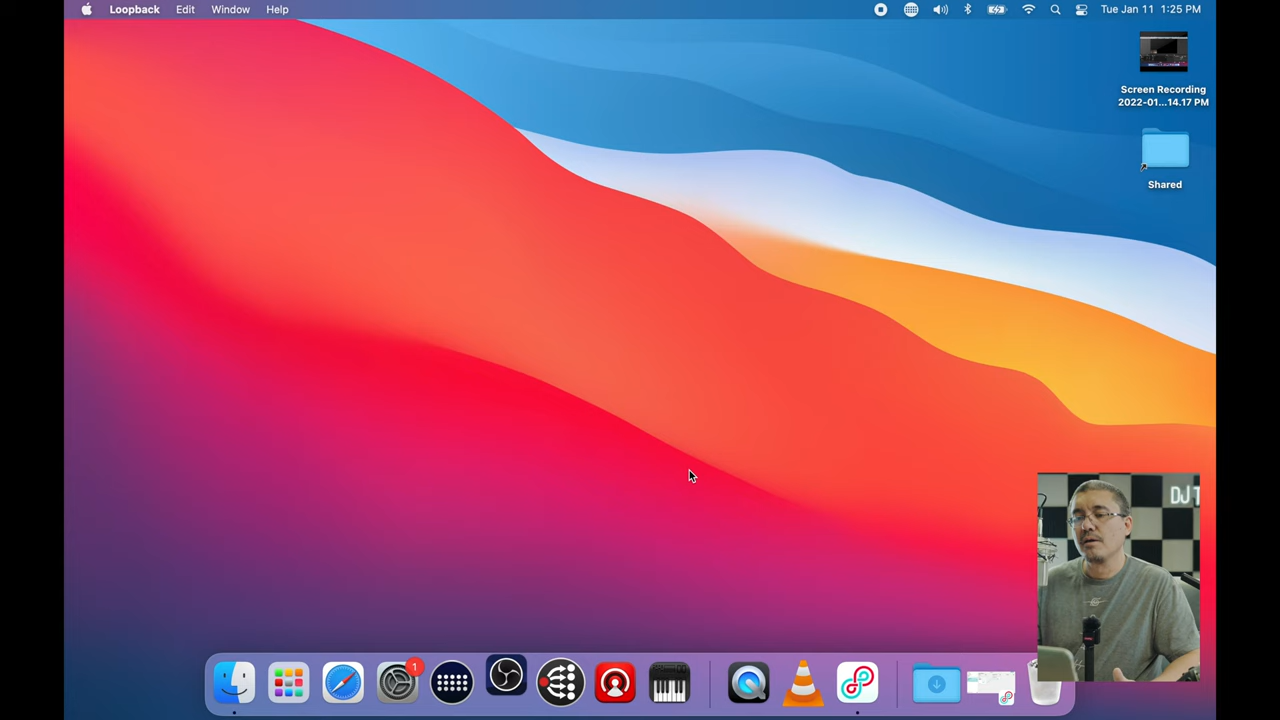 Loopback Edit Window Help Tue Jan 11 1:25 PM
Screen Recording
2022-01...14.17 PM
Shared
1
DJ T